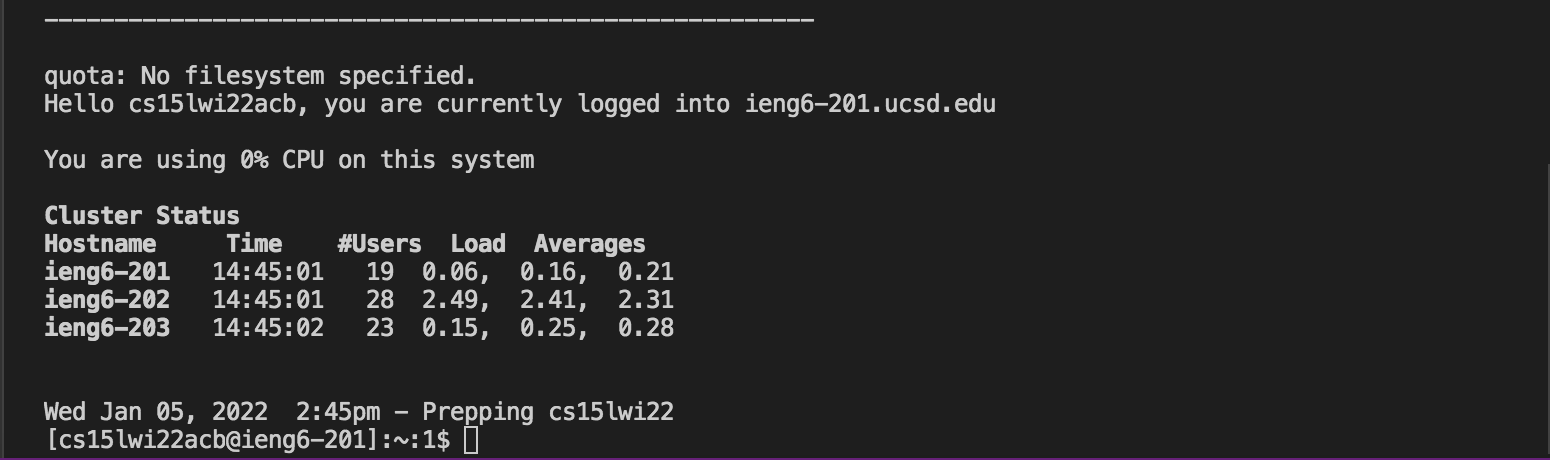 -------------------------------------------------------
quota: No filesystem specified.
Hello cs15lwi22acb, you are currently logged into ieng6-201.ucsd.edu
You are using 0% CPU on this system
Cluster Status
Hostname     Time    #Users  Load  Averages
ieng6-201   14:45:01   19  0.06,  0.16,  0.21
ieng6-202   14:45:01   28  2.49,  2.41,  2.31
ieng6-203   14:45:02   23  0.15,  0.25,  0.28
Wed Jan 05, 2022  2:45pm - Prepping cs15lwi22
[cs15lwi22acb@ieng6-201]:~:1$